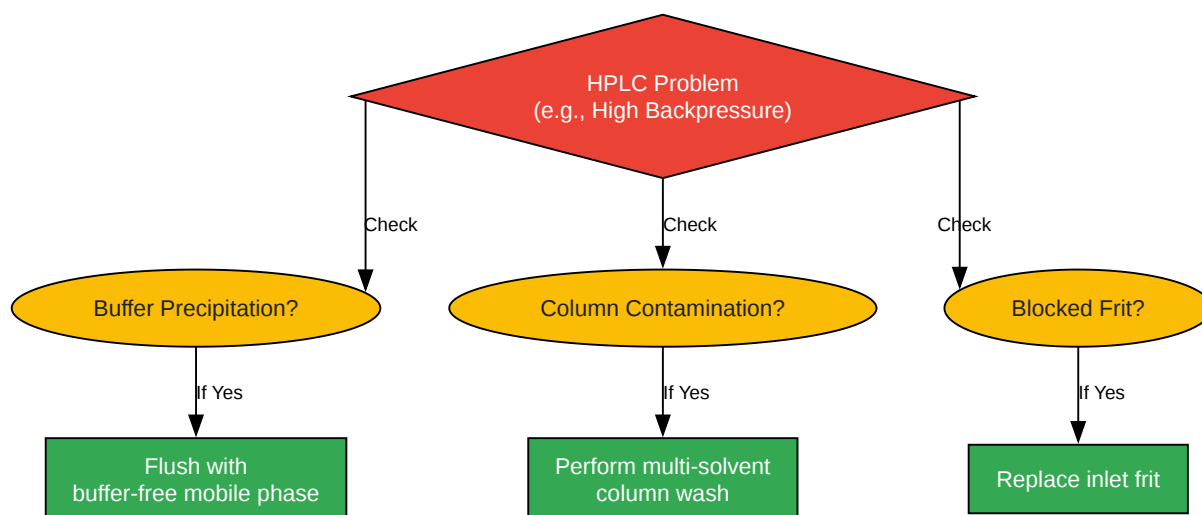 HPLC Problem
(e.g., High Backpressure)
Check
Check
Check
Buffer Precipitation?
Column Contamination?
Blocked Frit?
If Yes
If Yes
If Yes
Flush with
buffer-free mobile phase
Perform multi-solvent
column wash
Replace inlet frit